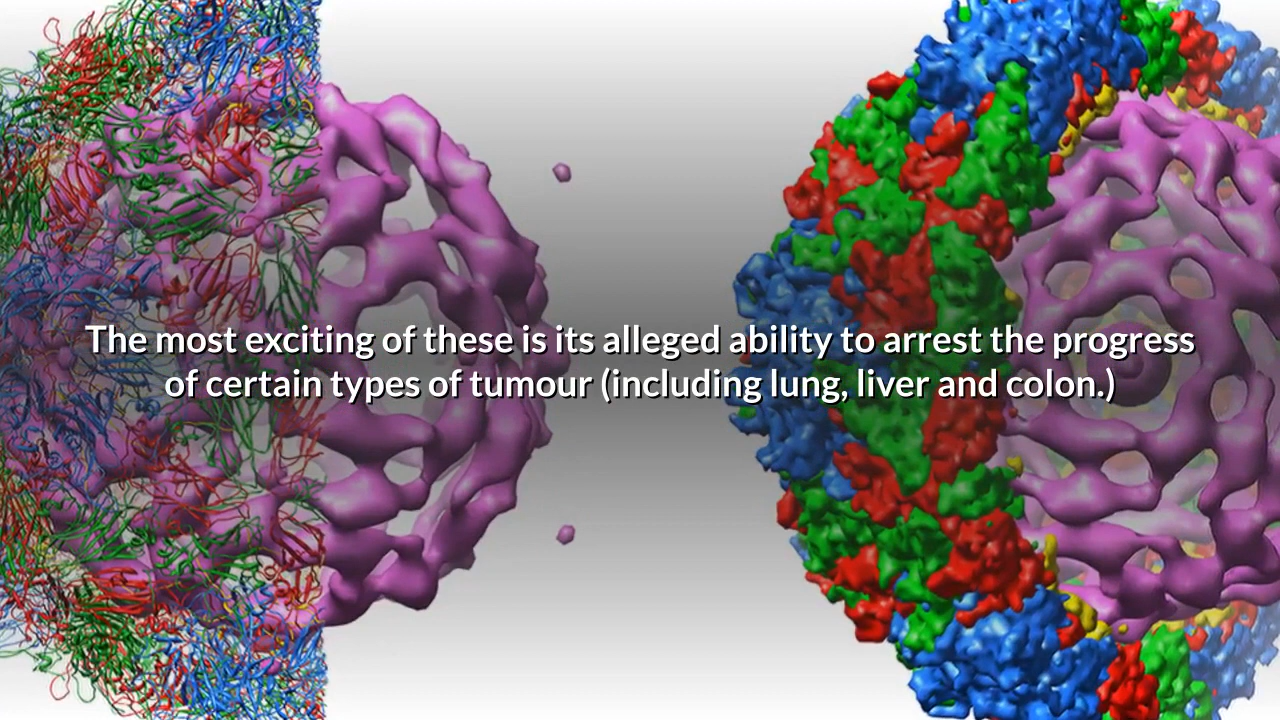 The most exciting of these is its alleged ability to arrest the progress
of certain types of tumour (including lung, liver and colon.)